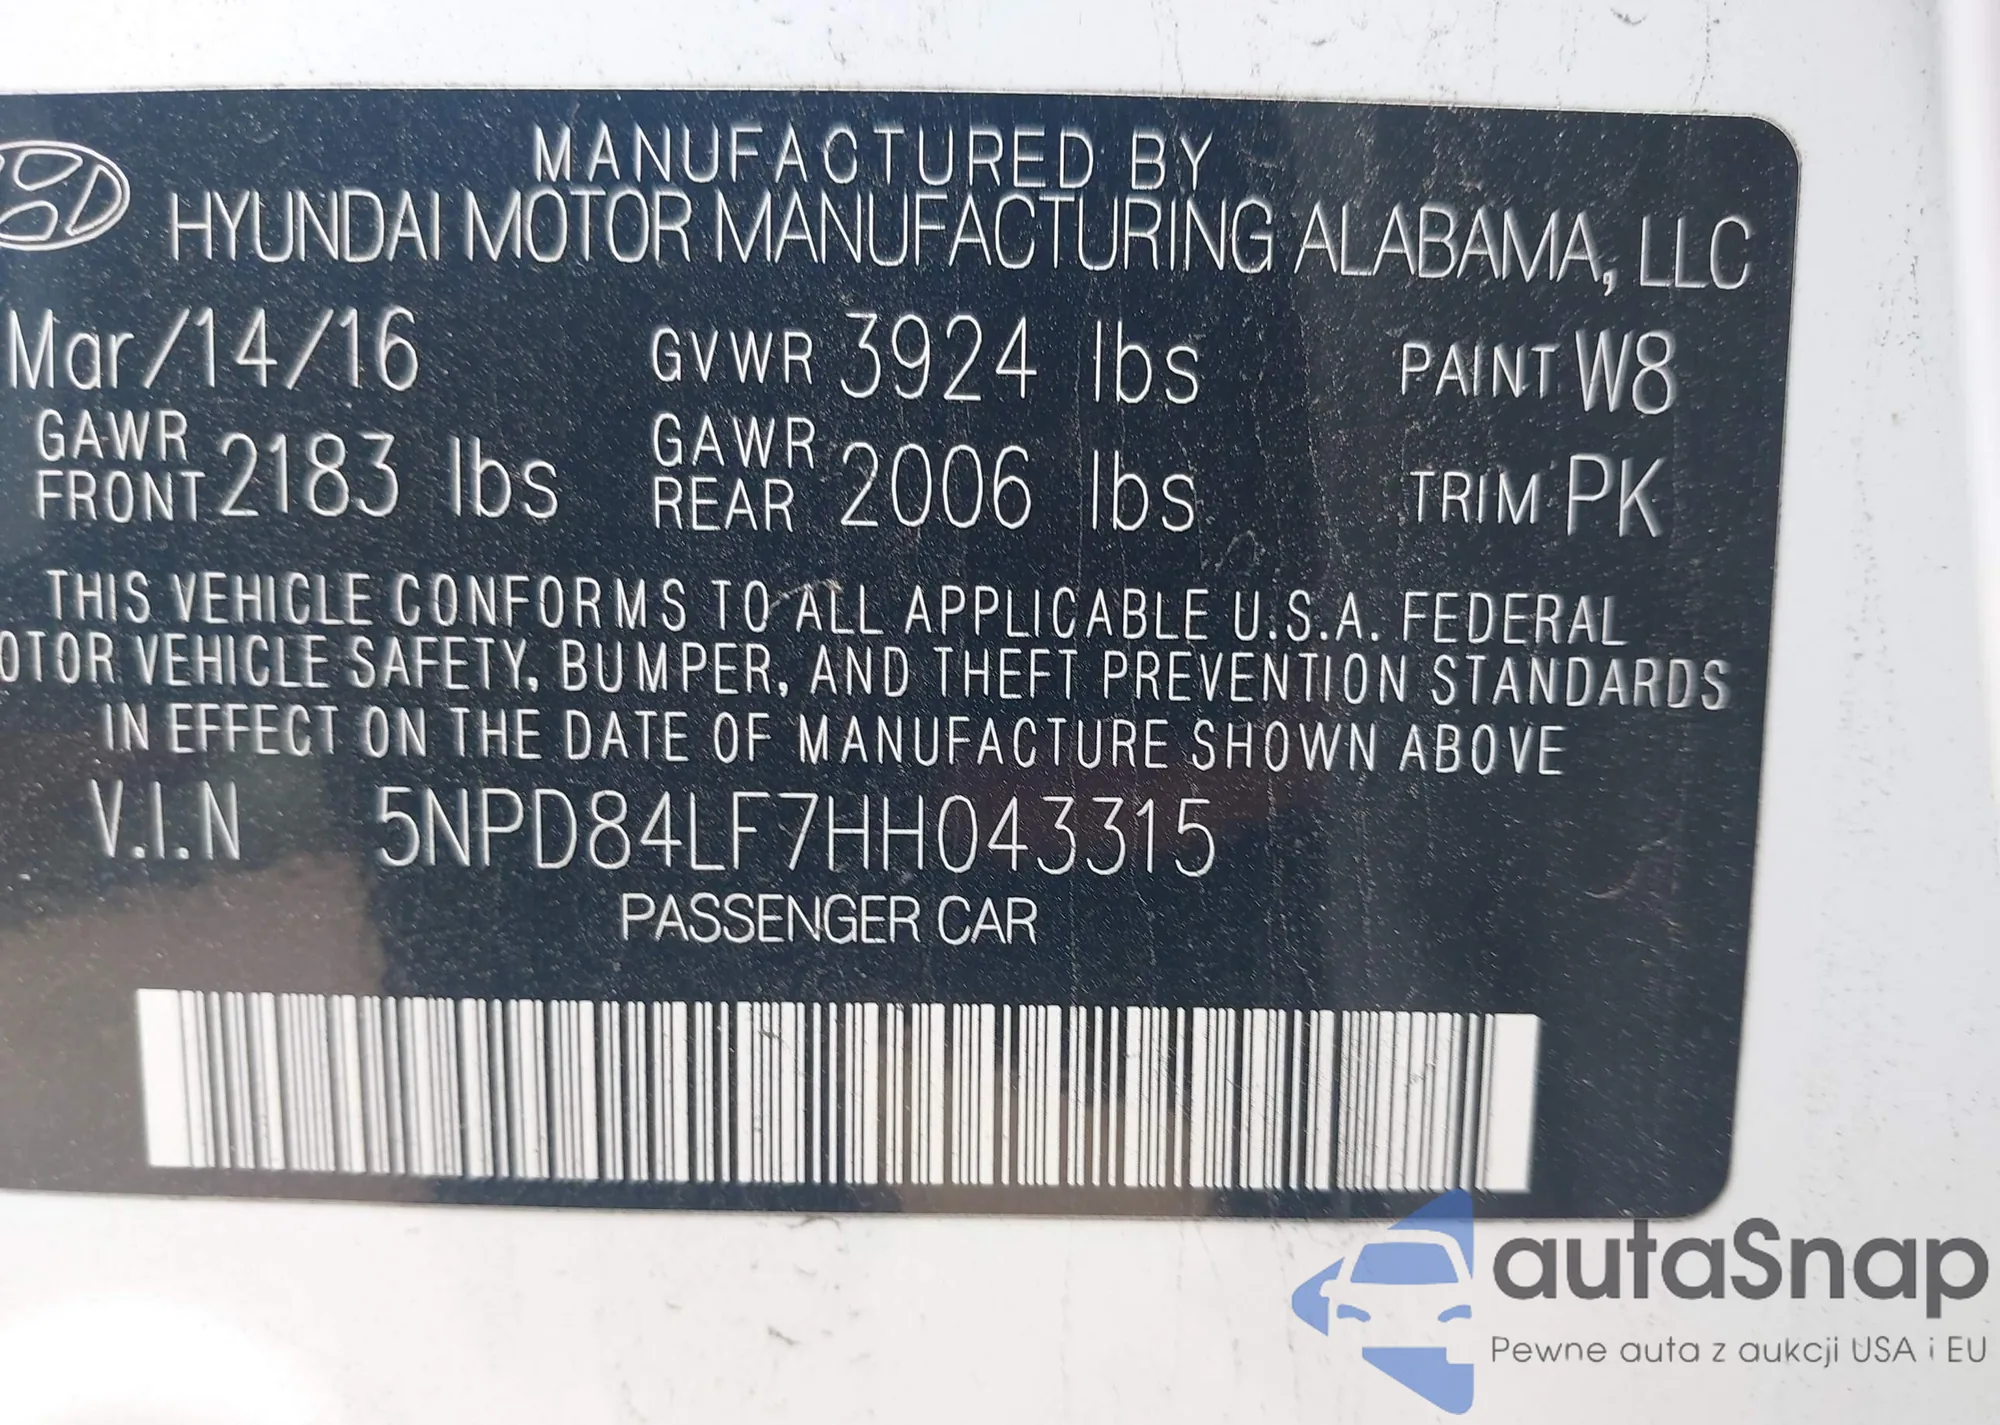 MANUFACTURED BY
HYUNDAI MOTOR MANUFACTURING ALABAMA, LLC
Mar/14/16 GVWR 3924 lbs PAINT W8
GAWR FRONT 2183 lbs GAWR REAR 2006 lbs TRIM PK
THIS VEHICLE CONFORMS TO ALL APPLICABLE U.S.A. FEDERAL
OTOR VEHICLE SAFETY, BUMPER, AND THEFT PREVENTION STANDARDS
IN EFFECT ON THE DATE OF MANUFACTURE SHOWN ABOVE
V.I.N 5NPD84LF7HH043315
PASSENGER CAR
autaSnap
Pewne auta z aukcji USA i EU